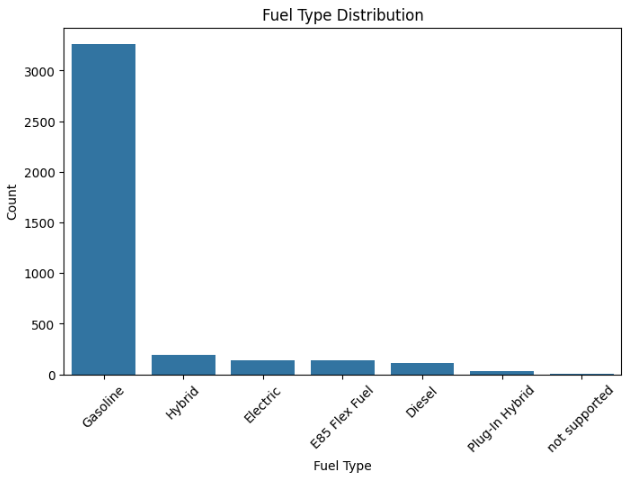 Fuel Type Distribution
3000
2500
2000
1500
1000
500
0
Count
Gasoline
Hybrid
Electric
E85 Flex Fuel
Diesel
Plug-In Hybrid
not supported
Fuel Type